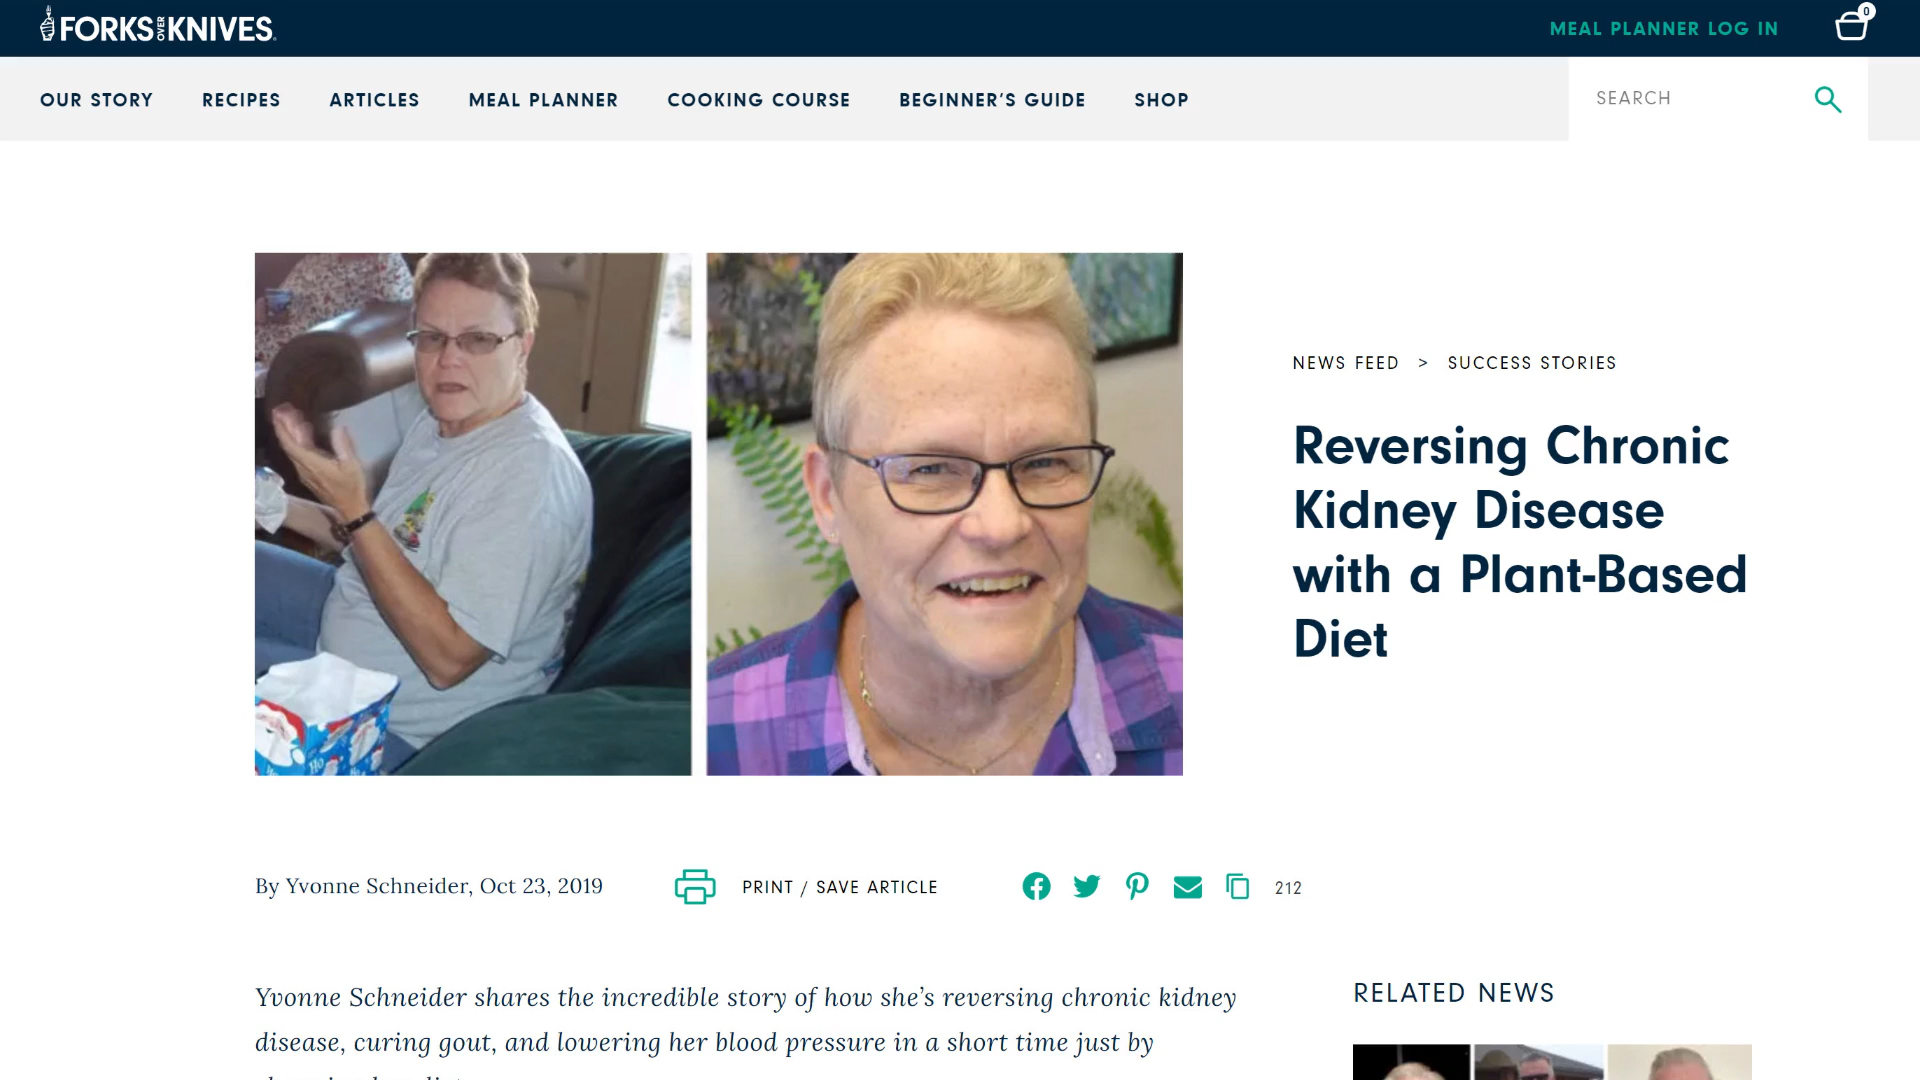 FORKS OVER KNIVES
MEAL PLANNER LOG IN
0
OUR STORY
RECIPES
ARTICLES
MEAL PLANNER
COOKING COURSE
BEGINNER’S GUIDE
SHOP
SEARCH
NEWS FEED > SUCCESS STORIES
Reversing Chronic
Kidney Disease
with a Plant-Based
Diet
HO
By Yvonne Schneider, Oct 23, 2019
PRINT / SAVE ARTICLE
212
Yvonne Schneider shares the incredible story of how she’s reversing chronic kidney
disease, curing gout, and lowering her blood pressure in a short time just by
RELATED NEWS